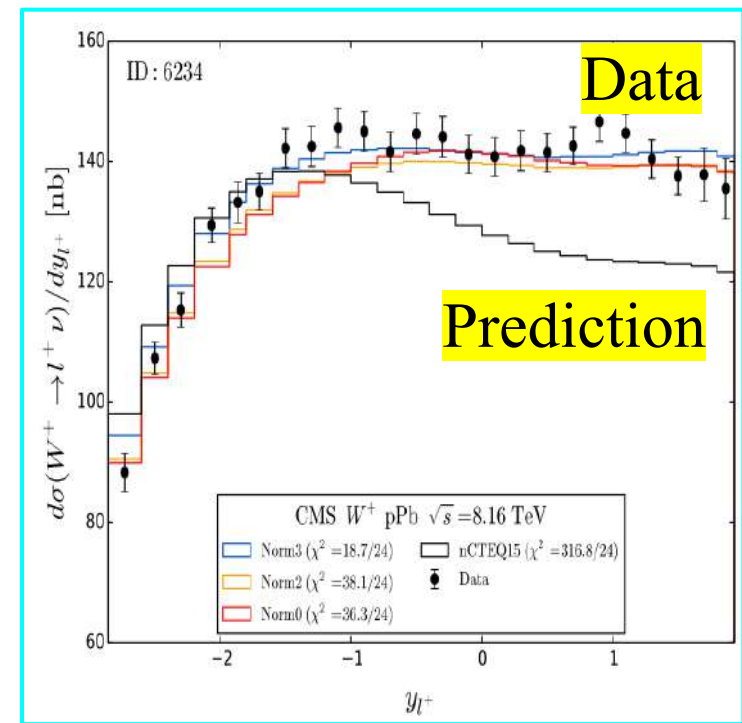 160
ID: 6234
Data
140
120
Prediction
100
80
60
dσ(W⁺ → l⁺ ν)/dy_{l⁺} [nb]
CMS W⁺ pPb √s =8.16 TeV
Norm3 (χ² =18.7/24)
nCTEQ15 (χ² =316.8/24)
Norm2 (χ² =38.1/24)
Data
Norm0 (χ² =36.3/24)
−2 −1 0 1
y_{l⁺}